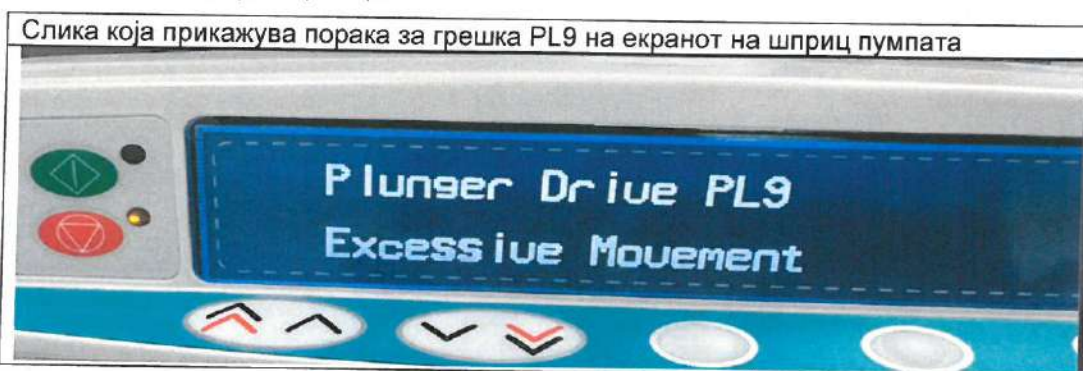 Слика која прикажува порака за грешка PL9 на екранот на шприц пумпата
Plunger Drive PL9
Excessive Movement